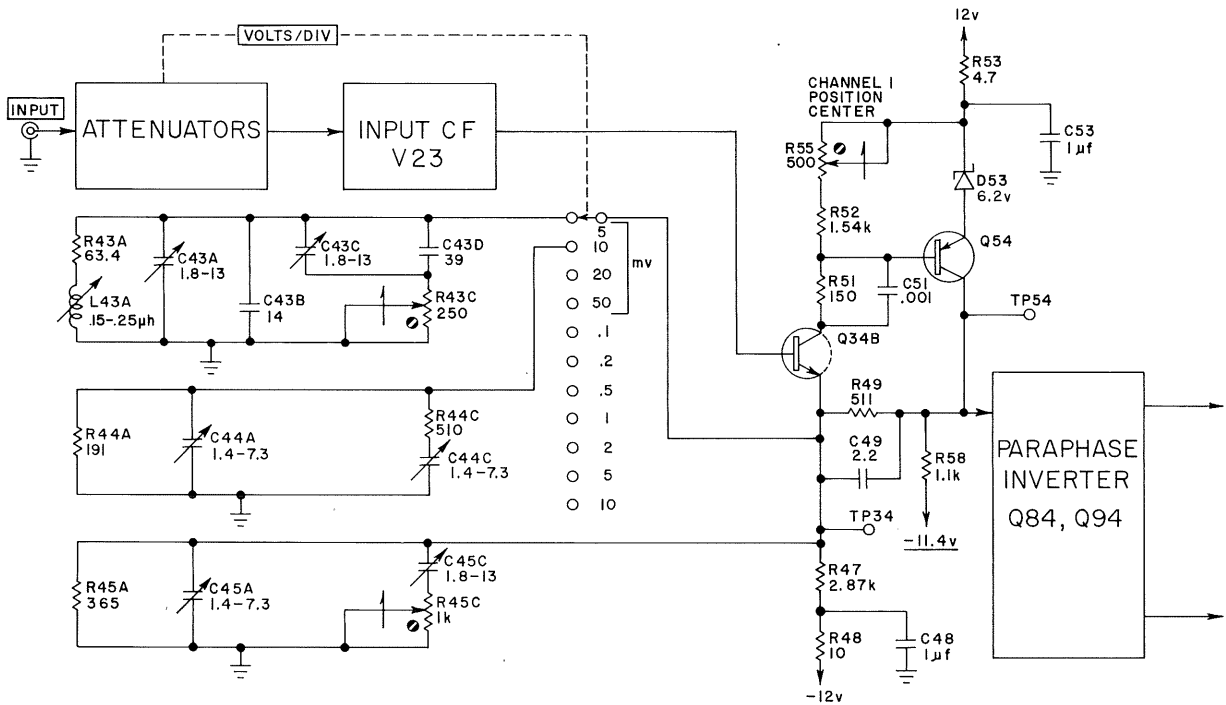 VOLTS/DIV
INPUT
ATTENUATORS
INPUT CF
V23
12v
R53
4.7
CHANNEL 1
POSITION
CENTER
R55
500
C53
1µf
D53
6.2v
R52
1.54k
Q54
R51
150
C51
.001
TP54
Q34B
R43A
63.4
C43A
1.8-13
C43C
1.8-13
C43D
39
L43A
.15-.25µh
C43B
14
R43C
250
5
10
20
50
mv
.1
.2
.5
1
2
5
10
R44A
191
C44A
1.4-7.3
R44C
510
C44C
1.4-7.3
R49
511
C49
2.2
R58
1.1k
-11.4v
TP34
PARAPHASE
INVERTER
Q84, Q94
R45A
365
C45A
1.4-7.3
C45C
1.8-13
R45C
1k
R47
2.87k
R48
10
C48
1µf
-12v